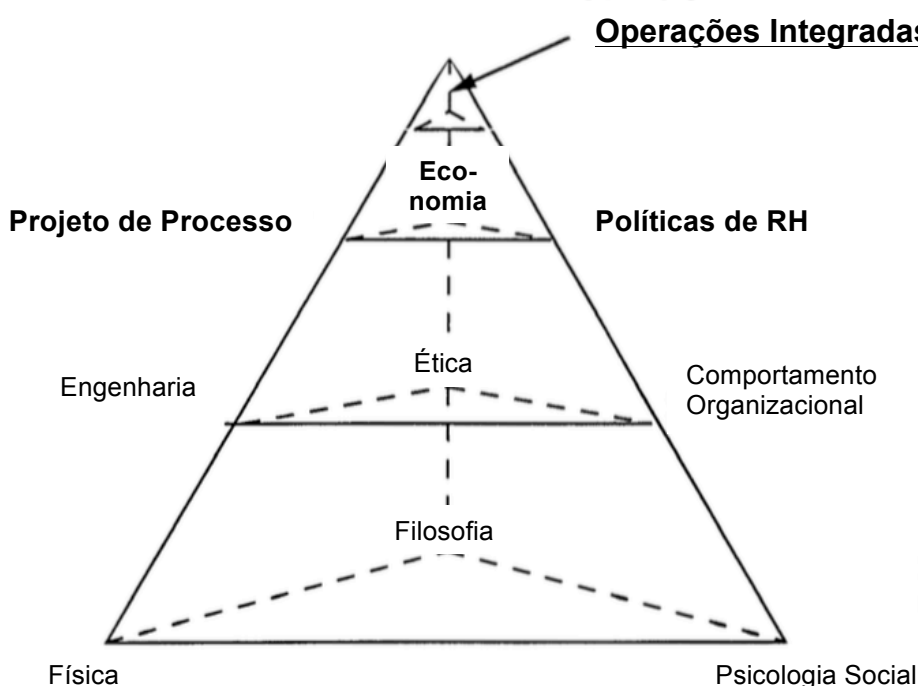 Operações Integradas
Eco-
nomia
Projeto de Processo
Políticas de RH
Ética
Engenharia
Comportamento
Organizacional
Filosofia
Física
Psicologia Social